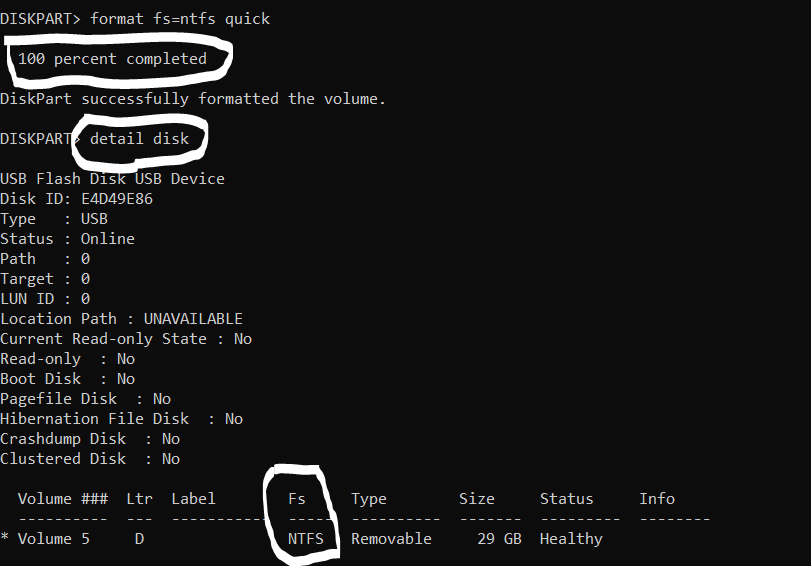 DISKPART> format fs=ntfs quick
100 percent completed
DiskPart successfully formatted the volume.
DISKPART> detail disk
USB Flash Disk USB Device
Disk ID: E4D49E86
Type   : USB
Status : Online
Path   : 0
Target : 0
LUN ID : 0
Location Path : UNAVAILABLE
Current Read-only State : No
Read-only  : No
Boot Disk  : No
Pagefile Disk  : No
Hibernation File Disk  : No
Crashdump Disk  : No
Clustered Disk  : No
  Volume ###  Ltr  Label        Fs     Type        Size     Status     Info
  ----------  ---  -----------  -----  ----------  -------  ---------  --------
* Volume 5     D                NTFS   Removable     29 GB  Healthy